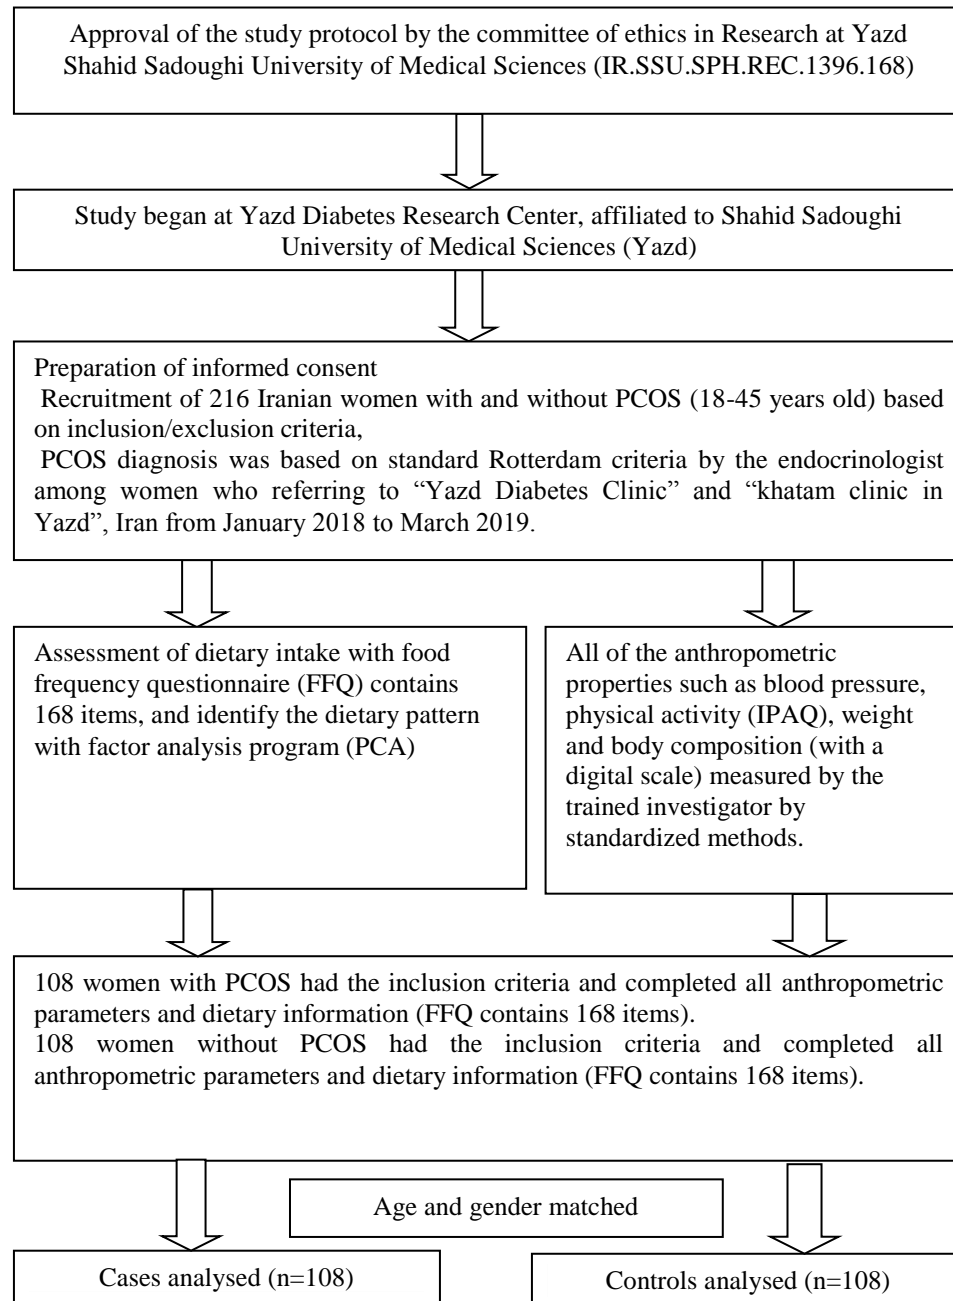 Approval of the study protocol by the committee of ethics in Research at Yazd
Shahid Sadoughi University of Medical Sciences (IR.SSU.SPH.REC.1396.168)
Study began at Yazd Diabetes Research Center, affiliated to Shahid Sadoughi
University of Medical Sciences (Yazd)
Preparation of informed consent
Recruitment of 216 Iranian women with and without PCOS (18-45 years old) based
on inclusion/exclusion criteria,
PCOS diagnosis was based on standard Rotterdam criteria by the endocrinologist
among women who referring to “Yazd Diabetes Clinic” and “khatam clinic in
Yazd”, Iran from January 2018 to March 2019.
Assessment of dietary intake with food
frequency questionnaire (FFQ) contains
168 items, and identify the dietary pattern
with factor analysis program (PCA)
All of the anthropometric
properties such as blood pressure,
physical activity (IPAQ), weight
and body composition (with a
digital scale) measured by the
trained investigator by
standardized methods.
108 women with PCOS had the inclusion criteria and completed all anthropometric
parameters and dietary information (FFQ contains 168 items).
108 women without PCOS had the inclusion criteria and completed all
anthropometric parameters and dietary information (FFQ contains 168 items).
Age and gender matched
Cases analysed (n=108)
Controls analysed (n=108)